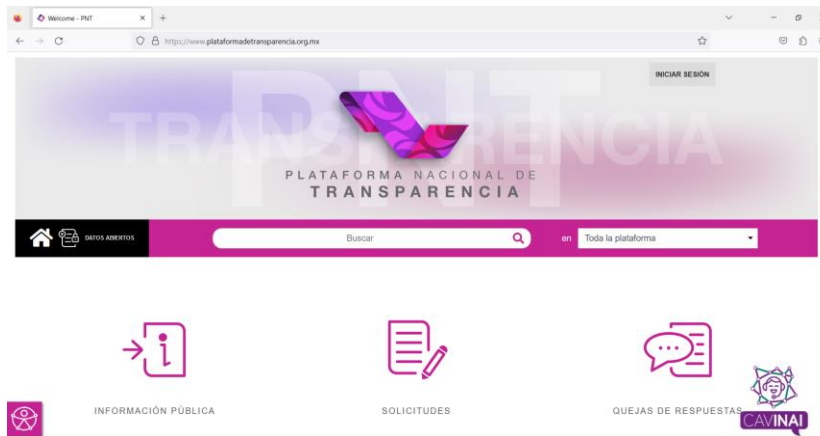 Welcome - PNT
https://www.plataformadetransparencia.org.mx
INICIAR SESIÓN
PNT
TRANSPARENCIA
PLATAFORMA NACIONAL DE
TRANSPARENCIA
DATOS ABIERTOS
Buscar
en
Toda la plataforma
INFORMACIÓN PÚBLICA
SOLICITUDES
QUEJAS DE RESPUESTAS
CAVINAI